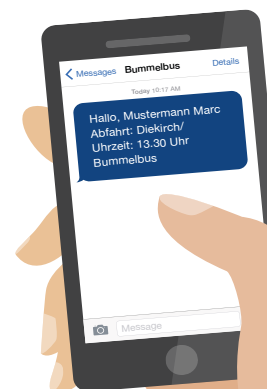 Messages Bummelbus Details
Today 10:17 AM
Hallo, Mustermann Marc
Abfahrt: Diekirch/
Uhrzeit: 13.30 Uhr
Bummelbus
Message